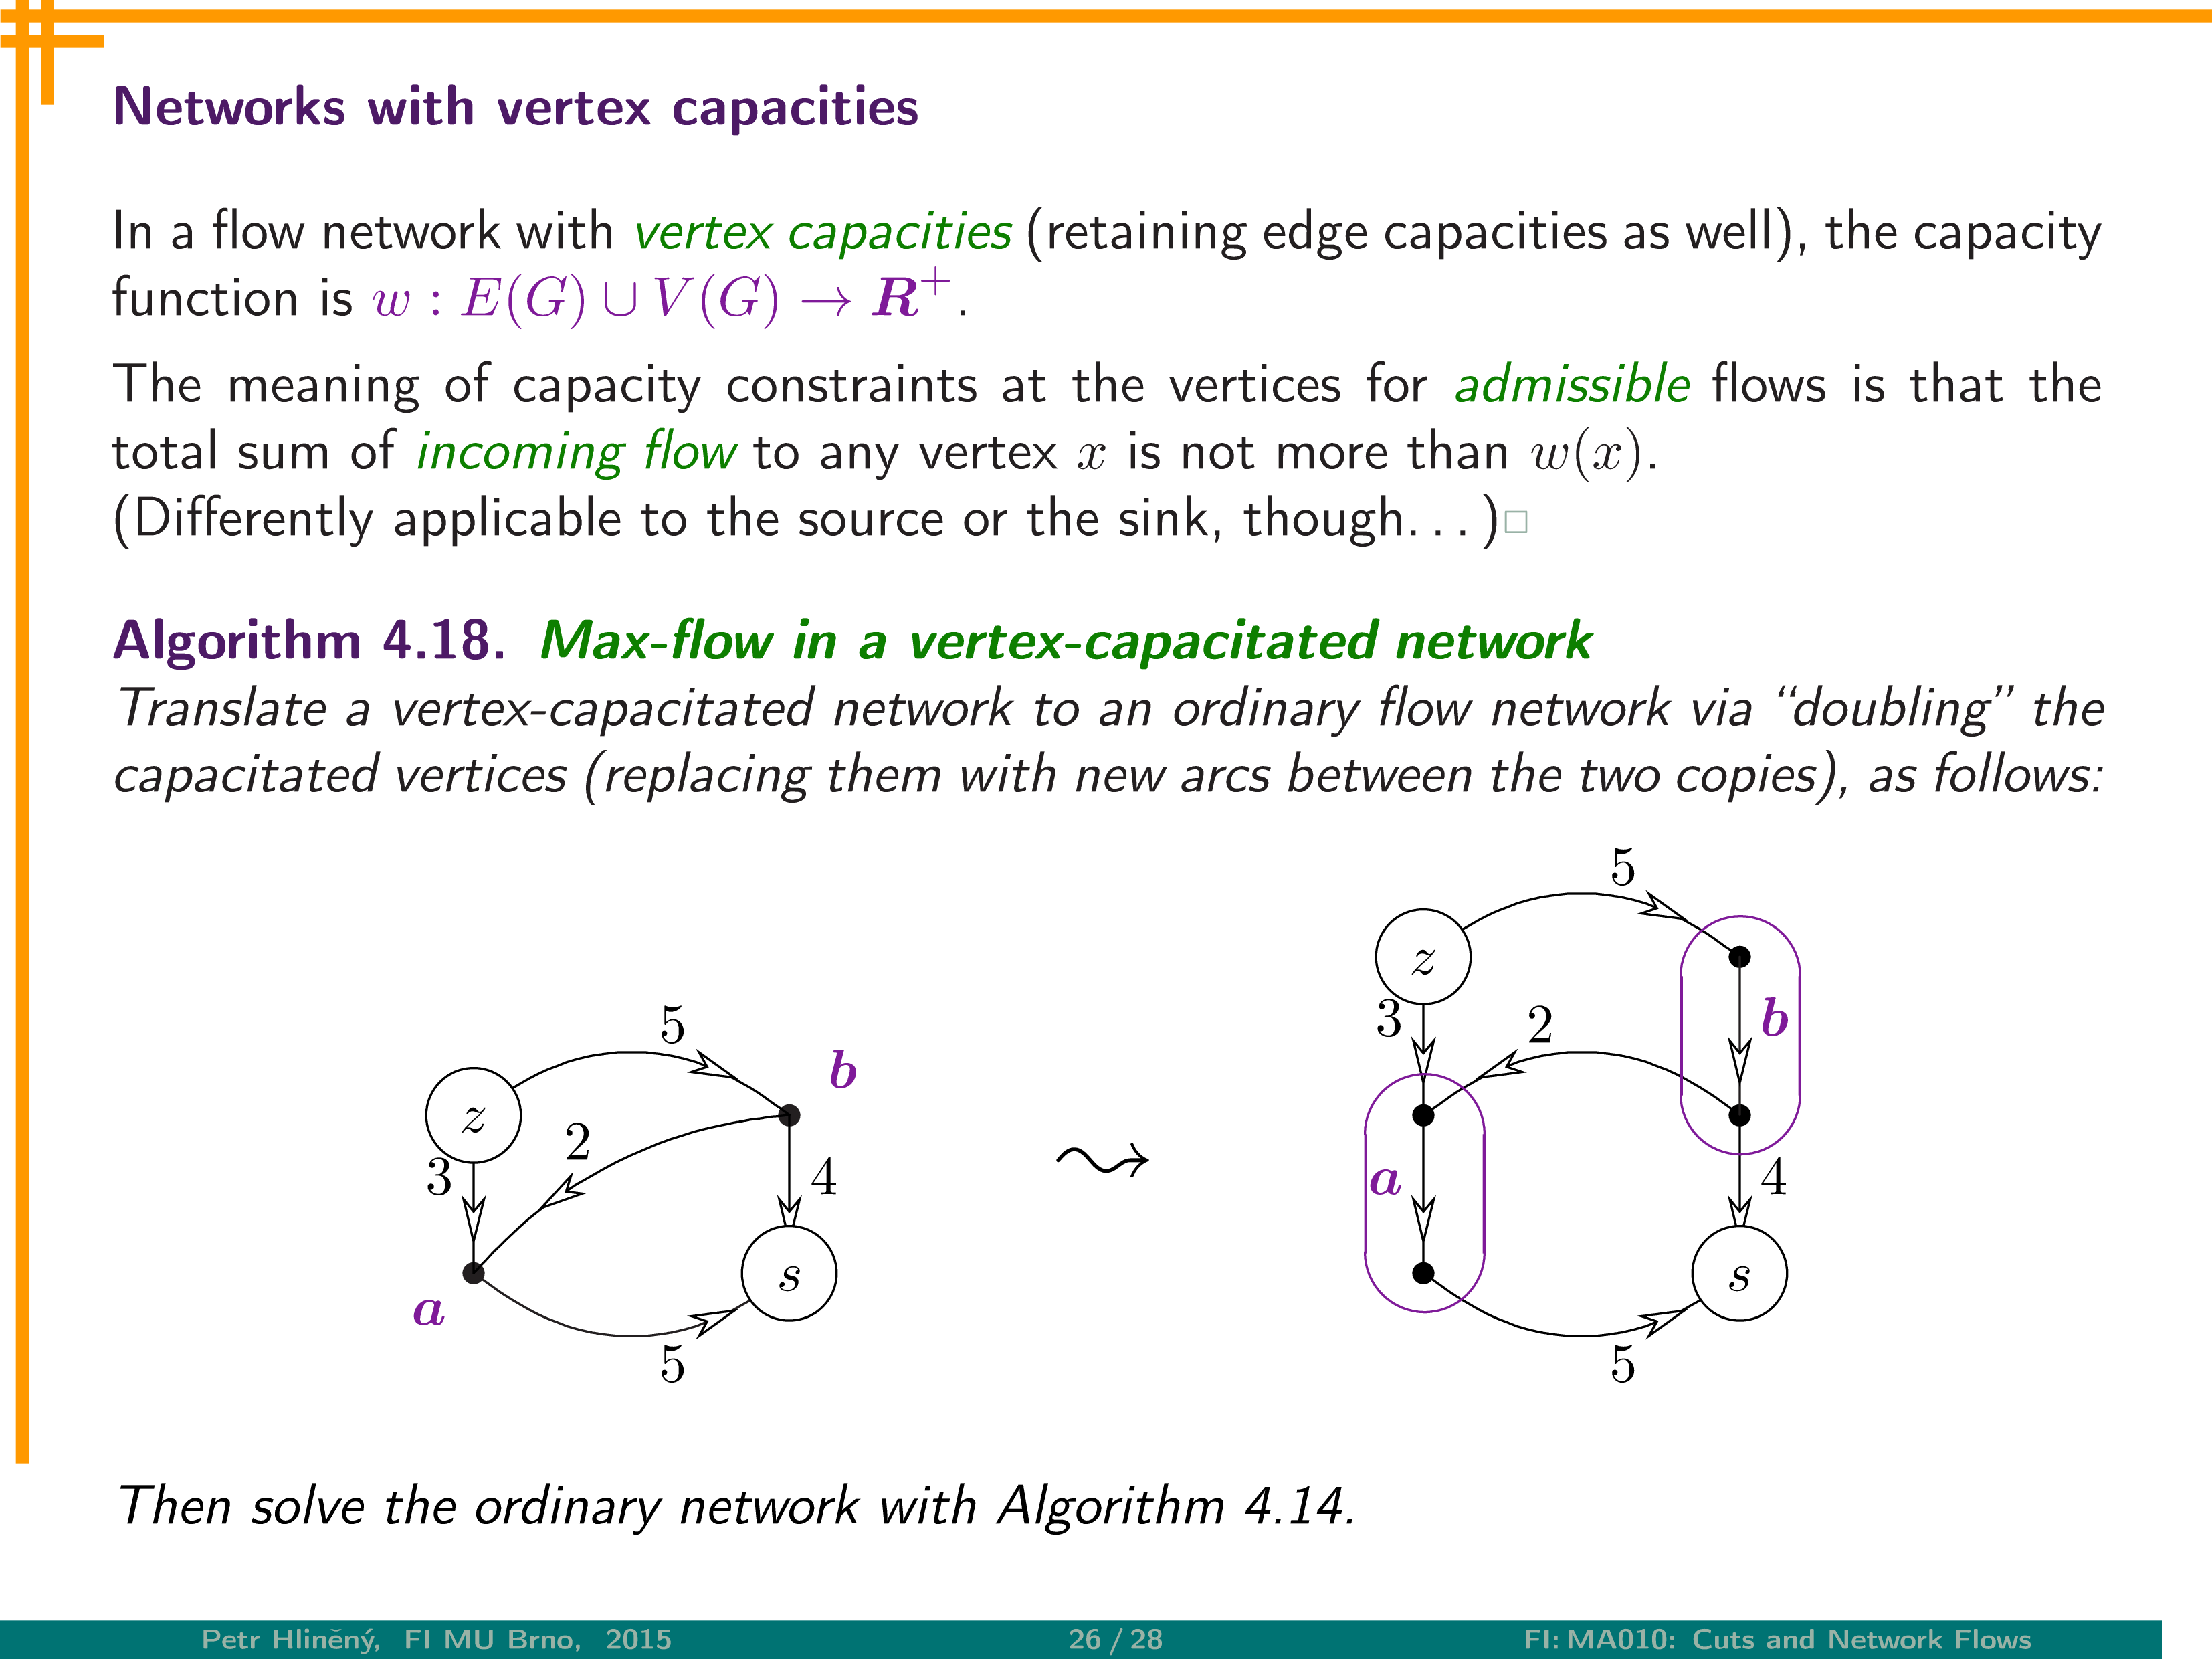 Networks with vertex capacities
In a flow network with vertex capacities (retaining edge capacities as well), the capacity
function is w : E(G) ∪ V(G) → R⁺.
The meaning of capacity constraints at the vertices for admissible flows is that the
total sum of incoming flow to any vertex x is not more than w(x).
(Differently applicable to the source or the sink, though...)□
Algorithm 4.18. Max-flow in a vertex-capacitated network
Translate a vertex-capacitated network to an ordinary flow network via “doubling” the
capacitated vertices (replacing them with new arcs between the two copies), as follows:
5
b
z
2
3
4
s
a
5
⤳
5
z
b
3
2
a
4
s
5
Then solve the ordinary network with Algorithm 4.14.
Petr Hliněný, FI MU Brno, 2015
26 / 28
FI: MA010: Cuts and Network Flows